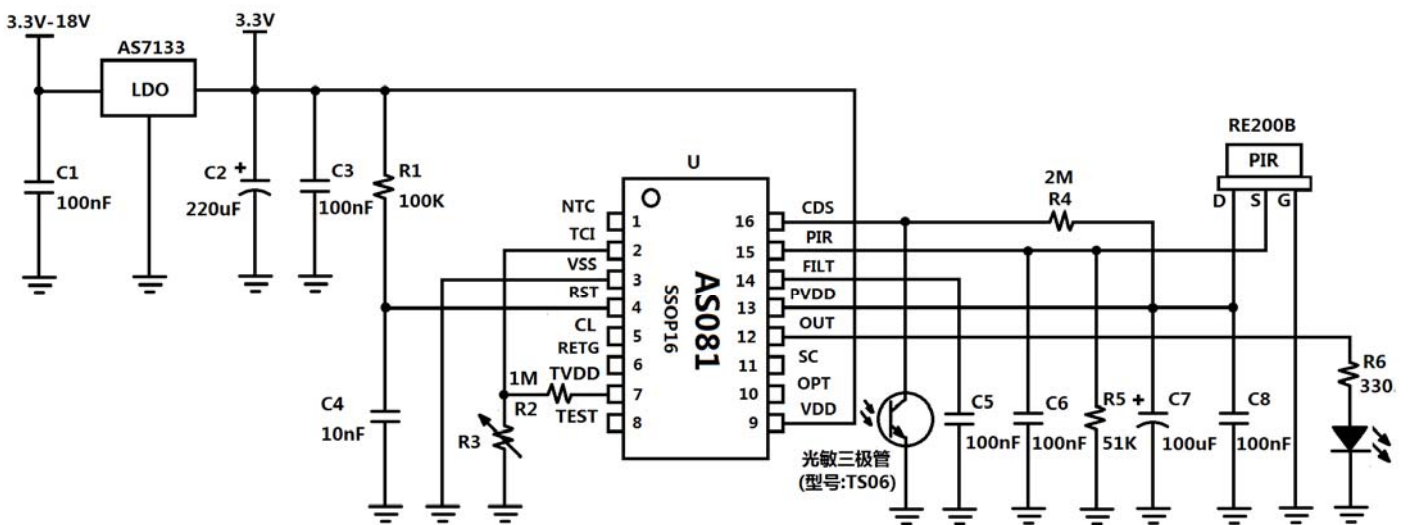 3.3V-18V
3.3V
AS7133
LDO
C1
100nF
C2
+
220uF
C3
100nF
R1
100K
C4
10nF
U
NTC
1
TCI
2
VSS
3
RST
4
CL
5
RETG
6
TVDD
7
TEST
8
1M
R2
R3
AS081
SSOP16
CDS
16
PIR
15
FILT
14
PVDD
13
OUT
12
SC
11
OPT
10
VDD
9
2M
R4
RE200B
PIR
D
S
G
光敏三极管
(型号:TS06)
C5
100nF
C6
100nF
R5
51K
+
C7
100uF
C8
100nF
R6
330